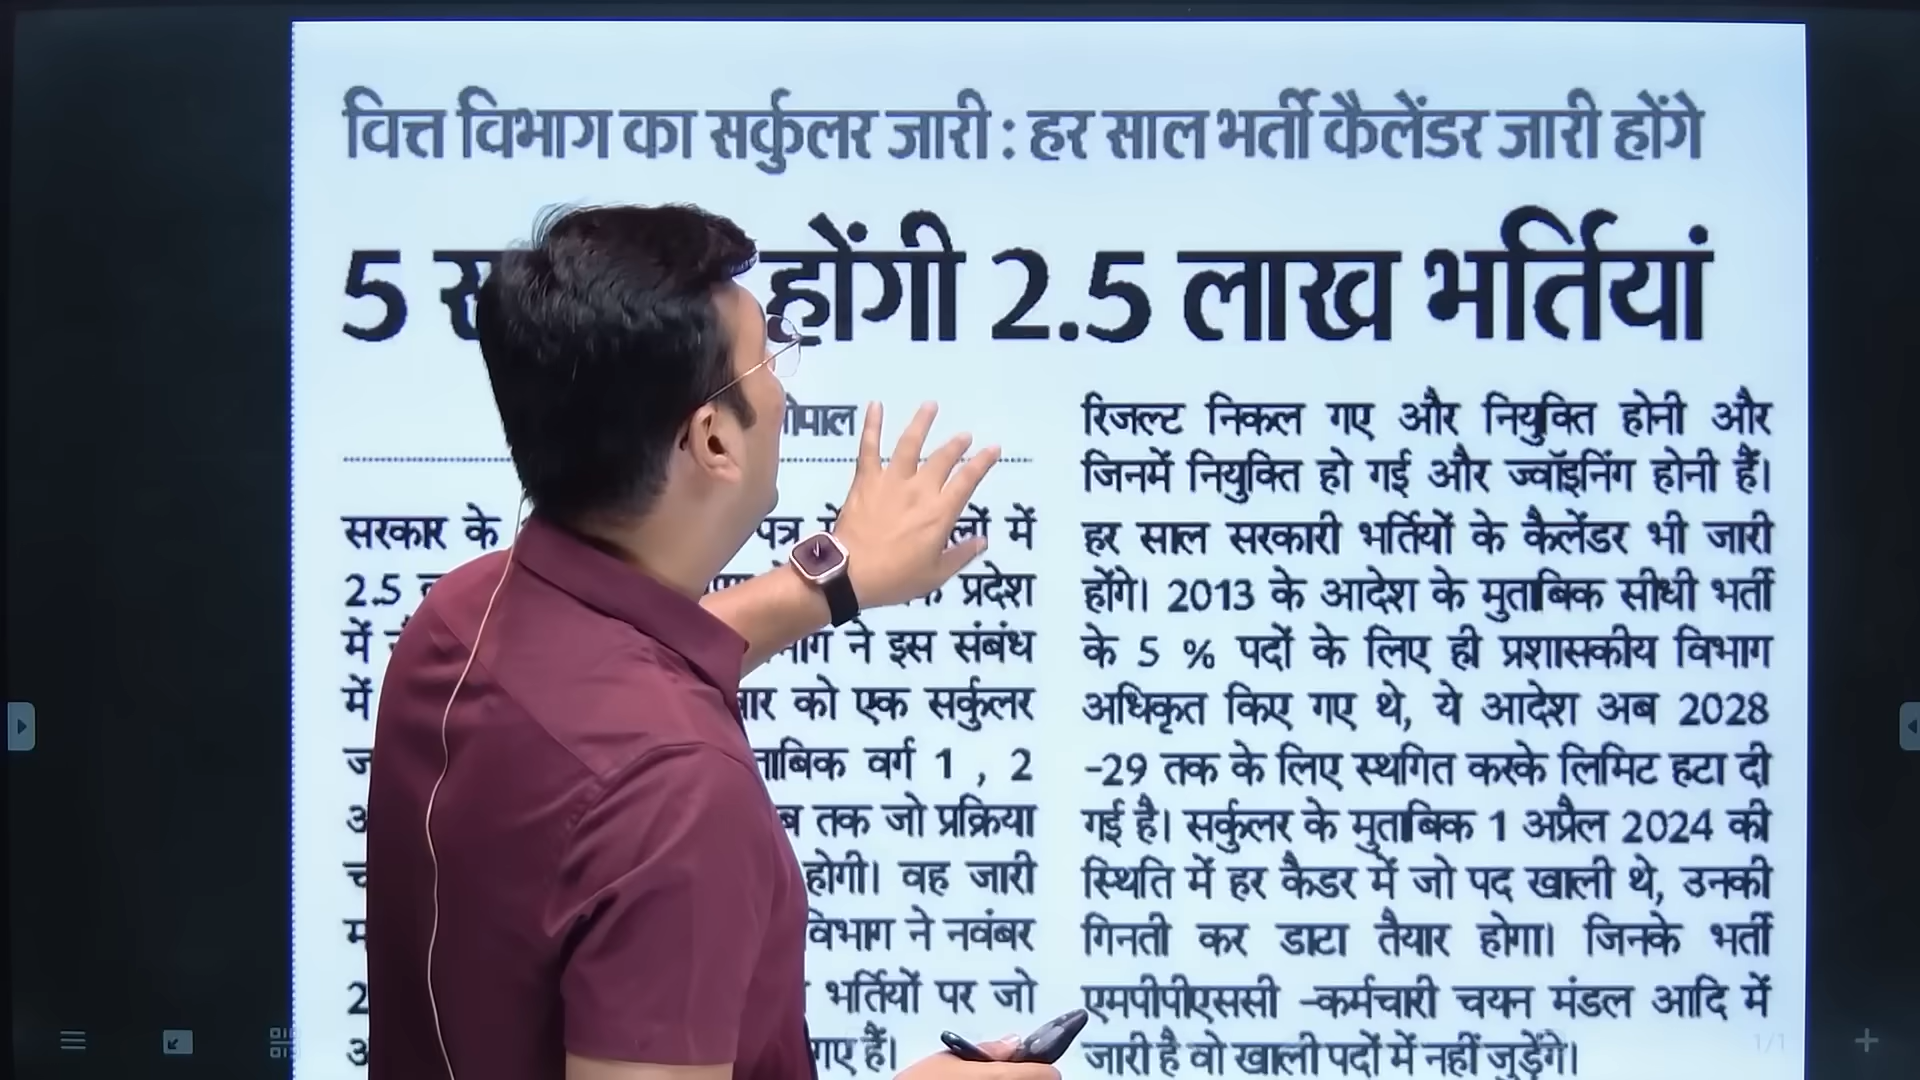 वित्त विभाग का सर्कुलर जारी : हर साल भर्ती कैलेंडर जारी होंगे
5 होंगी 2.5 लाख भर्तियां
सरकार के पत्र में
2.5 प्रदेश
में ने इस संबंध
में को एक सर्कुलर
वर्ग 1 , 2
तक जो प्रक्रिया
होगी। वह जारी
विभाग ने नवंबर
भर्तियों पर जो
गए हैं।
रिजल्ट निकल गए और नियुक्ति होनी और
जिनमें नियुक्ति हो गई और ज्वॉइनिंग होनी हैं।
हर साल सरकारी भर्तियों के कैलेंडर भी जारी
होंगे। 2013 के आदेश के मुताबिक सीधी भर्ती
के 5 % पदों के लिए ही प्रशासकीय विभाग
अधिकृत किए गए थे, ये आदेश अब 2028
-29 तक के लिए स्थगित करके लिमिट हटा दी
गई है। सर्कुलर के मुताबिक 1 अप्रैल 2024 की
स्थिति में हर कैडर में जो पद खाली थे, उनकी
गिनती कर डाटा तैयार होगा। जिनके भर्ती
एमपीपीएससी -कर्मचारी चयन मंडल आदि में
जारी है वो खाली पदों में नहीं जुड़ेंगे।
1/1